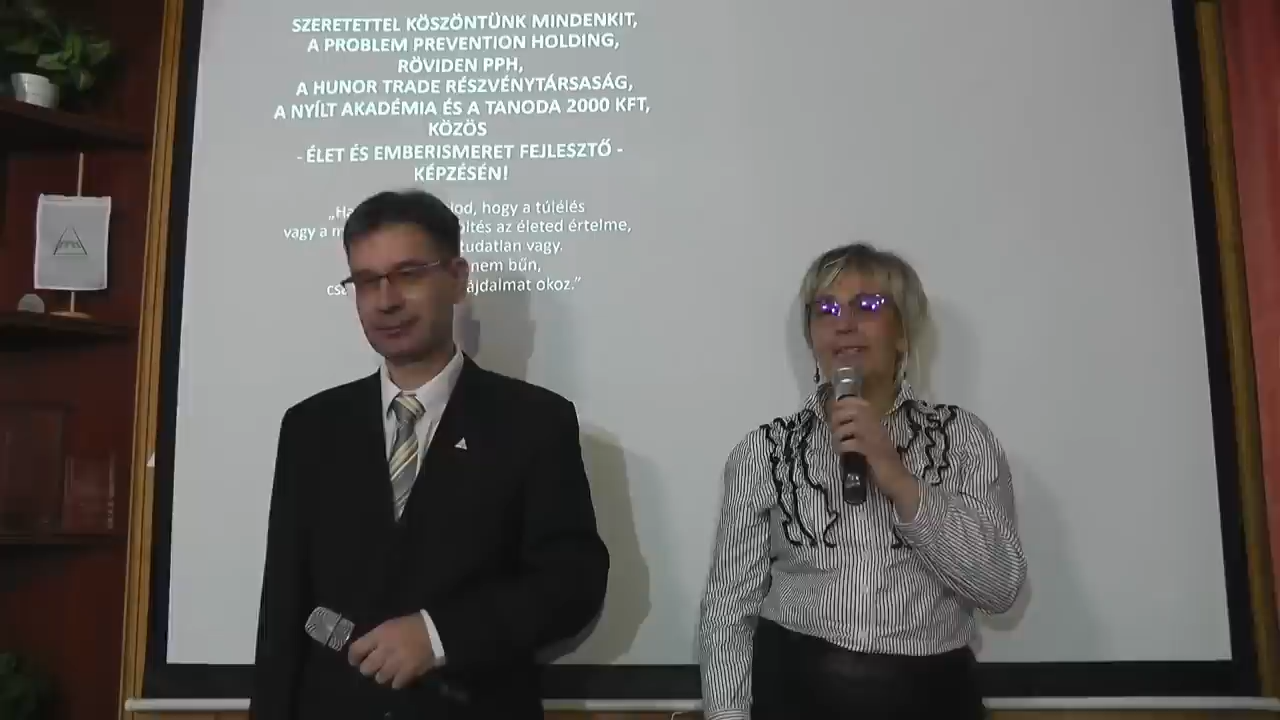 SZERETETTEL KÖSZÖNTÜNK MINDENKIT,
A PROBLEM PREVENTION HOLDING,
RÖVIDEN PPH,
A HUNOR TRADE RÉSZVÉNYTÁRSASÁG,
A NYÍLT AKADÉMIA ÉS A TANODA 2000 KFT,
KÖZÖS
- ÉLET ÉS EMBERISMERET FEJLESZTŐ -
KÉPZÉSÉN!
hogy a túlélés
vagy a az életed értelme,
tudatlan vagy.
nem bűn,
okoz.”